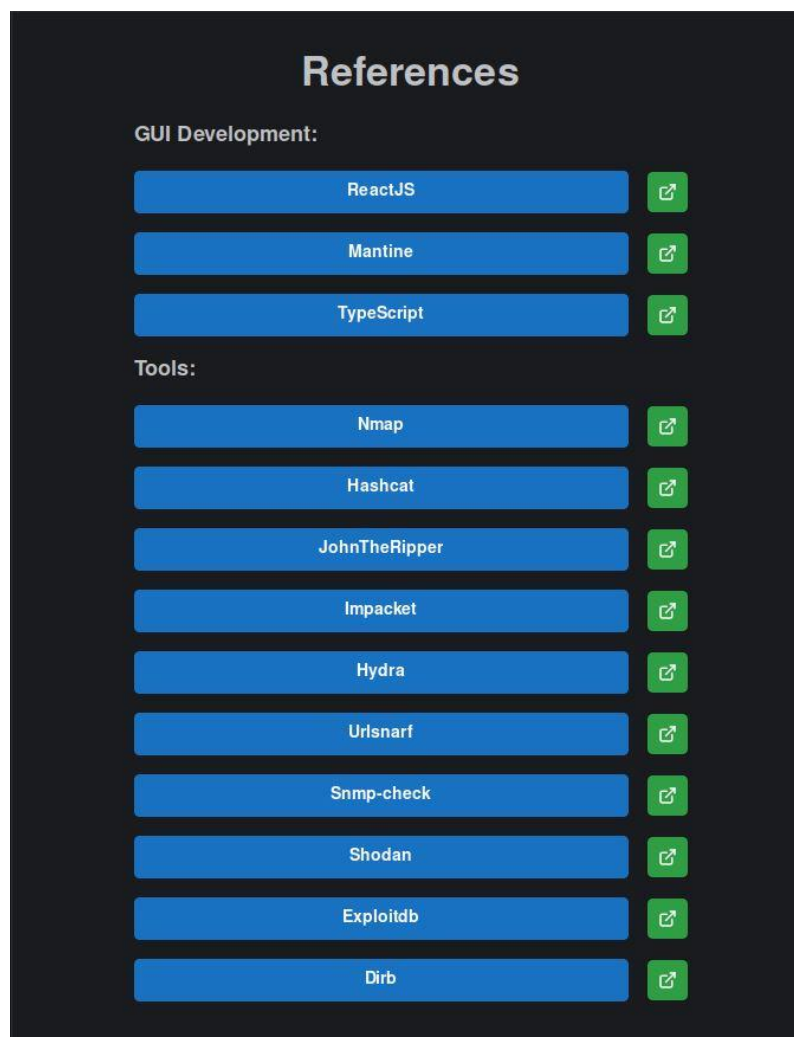 References
GUI Development:
ReactJS
Mantine
TypeScript
Tools:
Nmap
Hashcat
JohnTheRipper
Impacket
Hydra
Urlsnarf
Snmp-check
Shodan
Exploitdb
Dirb